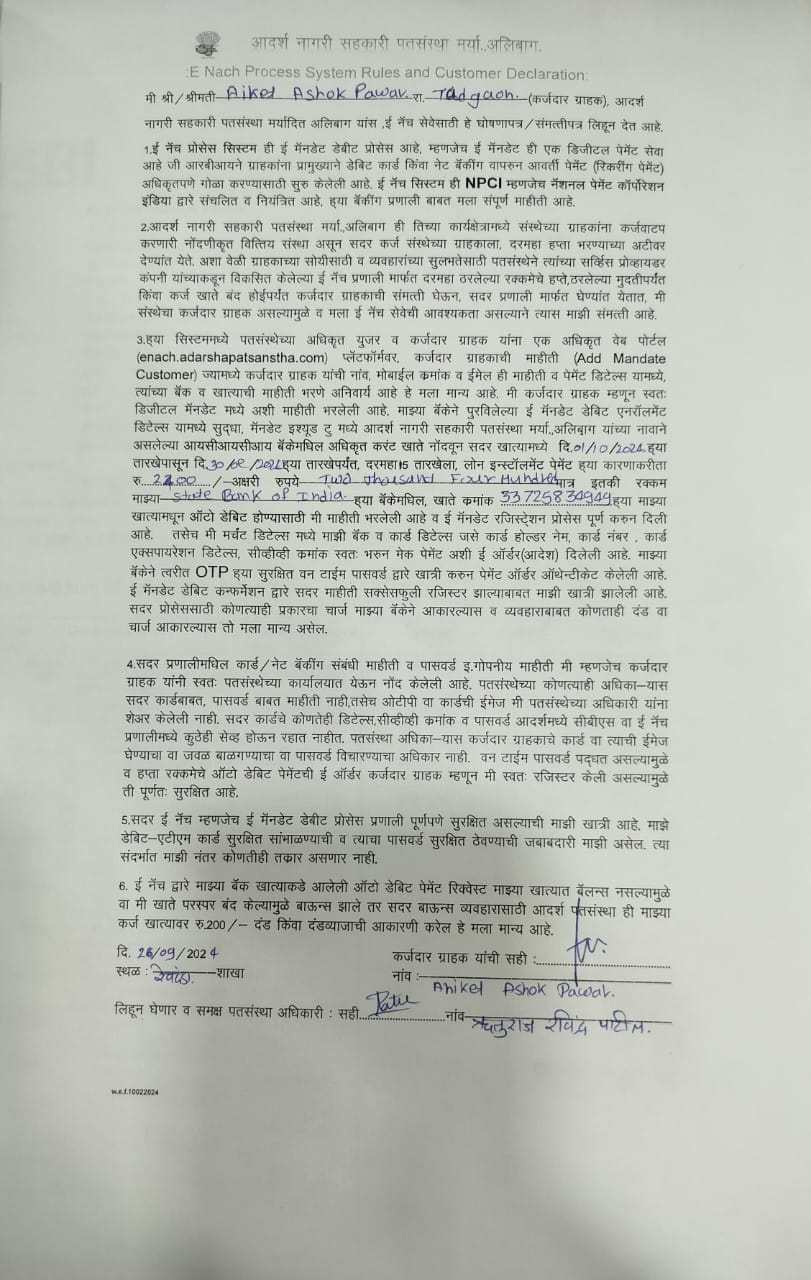 आदर्श नागरी सहकारी पतसंस्था मर्या.,अलिबाग.
:E Nach Process System Rules and Customer Declaration:
मी श्री/श्रीमती Aiket Ashok Pawar रा. Tadgaon. (कर्जदार ग्राहक), आदर्श
नागरी सहकारी पतसंस्था मर्यादित अलिबाग यांस ,ई नॅच सेवेसाठी हे घोषणापत्र/संमत्तीपत्र लिहून देत आहे.
1.ई नॅच प्रोसेस सिस्टिम ही ई मॅनडेट डेबीट प्रोसेस आहे, म्हणजेच ई मॅनडेट ही एक डिजीटल पेमेंट सेवा
आहे जी आरबीआयने ग्राहकांना प्रामुख्याने डेबिट कार्ड किंवा नेट बॅकींग वापरुन आवर्ती पेमेंट (रिकरींग पेमेंट)
अधिकृतपणे गोळा करण्यासाठी सुरु केलेली आहे. ई नॅच सिस्टम ही NPCI म्हणजेच नॅशनल पेमेंट कॉर्पोरेशन
इंडिया द्वारे संचलित व नियंत्रित आहे, ह्या बॅकींग प्रणाली बाबत मला संपूर्ण माहीती आहे.
2.आदर्श नागरी सहकारी पतसंस्था मर्या.,अलीबाग ही तिच्या कार्यक्षेत्रामध्ये संस्थेच्या ग्राहकांना कर्जवाटप
करणारी नोंदणीकृत वित्तिय संस्था असून सदर कर्ज संस्थेच्या ग्राहकाला, दरमहा हप्ता भरण्याच्या अटीवर
देण्यांत येते. अशा वेळी ग्राहकाच्या सोयीसाठी व व्यवहारांच्या सुलभतेसाठी पतसंस्थेने त्यांच्या सर्व्हिस प्रोव्हायडर
कंपनी यांच्याकडून विकसित केलेल्या ई नॅच प्रणाली मार्फत दरमहा ठरलेल्या रक्कमेचे हप्ते,ठरलेल्या मुदतीपर्यंत
किंवा कर्ज खाते बंद होईपर्यंत कर्जदार ग्राहकाची संमत्ती घेऊन, सदर प्रणाली मार्फत घेण्यांत येतात, मी
संस्थेचा कर्जदार ग्राहक असल्यामुळे व मला ई नॅच सेवेची आवश्यकता असल्याने त्यास माझी संमत्ती आहे.
3.ह्या सिस्टममध्ये पतसंस्थेच्या अधिकृत युजर व कर्जदार ग्राहक यांना एक अधिकृत वेब पोर्टल
(enach.adarshapatsanstha.com) प्लॅटफॉर्मवर, कर्जदार ग्राहकाची माहीती (Add Mandate
Customer) ज्यामध्ये कर्जदार ग्राहक यांची नांव, मोबाईल क्रमांक व ईमेल ही माहीती व पेमेंट डिटेल्स यामध्ये,
त्यांच्या बॅक व खात्याची माहीती भरणे अनिवार्य आहे हे मला मान्य आहे. मी कर्जदार ग्राहक म्हणून स्वतः
डिजीटल मॅनडेट मध्ये अशी माहीती भरलेली आहे. माझ्या बॅकेने पुरविलेल्या ई मॅनडेट डेबिट एनरॉलमेंट
डिटेल्स यामध्ये सुद्धा, मॅनडेट इश्यूड टु मध्ये आदर्श नागरी सहकारी पतसंस्था मर्या.,अलिबाग यांच्या नावाने
असलेल्या आयसीआयसीआय बॅकेमधिल अधिकृत करंट खाते नोंदवून सदर खात्यामध्ये दि.01/10/2024 ह्या
तारखेपासून दि. ह्या तारखेपर्यंत, दरमहा 15 तारखेला, लोन इन्स्टॉलमेंट पेमेंट ह्या कारणाकरीता
रु. /-अक्षरी रुपये Two thousand Four Hundred मात्र इतकी रक्कम
माझ्या State Bank of India. ह्या बॅकेमधिल, खाते क्रमांक 33725834949 ह्या माझ्या
खात्यामधून ऑटो डेबिट होण्यासाठी मी माहीती भरलेली आहे व ई मॅनडेट रजिस्ट्रेशन प्रोसेस पूर्ण करुन दिली
आहे. तसेच मी मर्चंट डिटेल्स मध्ये माझी बॅक व कार्ड डिटेल्स जसे कार्ड होल्डर नेम, कार्ड नंबर , कार्ड
एक्सपायरेशन डिटेल्स, सीव्हीव्ही क्रमांक स्वतः भरुन मेक पेमेंट अशी ई ऑर्डर(आदेश) दिलेली आहे. माझ्या
बॅकेने त्वरीत OTP ह्या सुरक्षित वन टाईम पासवर्ड द्वारे खात्री करुन पेमेंट ऑर्डर ऑथेन्टीकेट केलेली आहे.
ई मॅनडेट डेबिट कन्फर्मेशन द्वारे सदर माहीती सक्सेसफुली रजिस्टर झाल्याबाबत माझी खात्री झालेली आहे.
सदर प्रोसेससाठी कोणत्याही प्रकारचा चार्ज माझ्या बॅकेने आकारल्यास व व्यवहाराबाबत कोणताही दंड वा
चार्ज आकारल्यास तो मला मान्य असेल.
4.सदर प्रणालीमधिल कार्ड/नेट बॅकींग संबंधी माहीती व पासवर्ड इ.गोपनीय माहीती मी म्हणजेच कर्जदार
ग्राहक यांनी स्वतः पतसंस्थेच्या कार्यालयात येऊन नोंद केलेली आहे. पतसंस्थेच्या कोणत्याही अधिका-यास
सदर कार्डबाबत, पासवर्ड बाबत माहीती नाही,तसेच ओटीपी वा कार्डची ईमेज मी पतसंस्थेच्या अधिकारी यांना
शेअर केलेली नाही. सदर कार्डचे कोणतेही डिटेल्स,सीव्हीव्ही क्रमांक व पासवर्ड आदर्शमध्ये सीबीएस वा ई नॅच
प्रणालीमध्ये कुठेही सेव्ह होऊन रहात नाहीत. पतसंस्था अधिका-यास कर्जदार ग्राहकाचे कार्ड वा त्याची ईमेज
घेण्याचा वा जवळ बाळगण्याचा वा पासवर्ड विचारण्याचा अधिकार नाही. वन टाईम पासवर्ड पद्धत असल्यामुळे
व हप्ता रक्कमेचे ऑटो डेबिट पेमेंटची ई ऑर्डर कर्जदार ग्राहक म्हणून मी स्वतः रजिस्टर केली असल्यामुळे
ती पूर्णतः सुरक्षित आहे.
5.सदर ई नॅच म्हणजेच ई मॅनडेट डेबीट प्रोसेस प्रणाली पूर्णपणे सुरक्षित असल्याची माझी खात्री आहे. माझे
डेबिट–एटीएम कार्ड सुरक्षित सांभाळण्याची व त्याचा पासवर्ड सुरक्षित ठेवण्याची जबाबदारी माझी असेल. त्या
संदर्भात माझी नंतर कोणतीही तक्रार असणार नाही.
6. ई नॅच द्वारे माझ्या बॅक खात्याकडे आलेली ऑटो डेबिट पेमेंट रिक्वेस्ट माझ्या खात्यात बॅलन्स नसल्यामुळे
वा मी खाते परस्पर बंद केल्यामुळे बाऊन्स झाले तर सदर बाऊन्स व्यवहारासाठी आदर्श पतसंस्था ही माझ्या
कर्ज खात्यावर रु.200/– दंड किंवा दंडव्याजाची आकारणी करेल हे मला मान्य आहे.
दि. 26/09/2024
कर्जदार ग्राहक यांची सही :
स्थळ : रेवदंडा. शाखा
नांव :
Aniket Ashok Pawar.
लिहून घेणार व समक्ष पतसंस्था अधिकारी : सही नांव ऋतुराज रविंद्र पाटील.
w.e.f.10022024